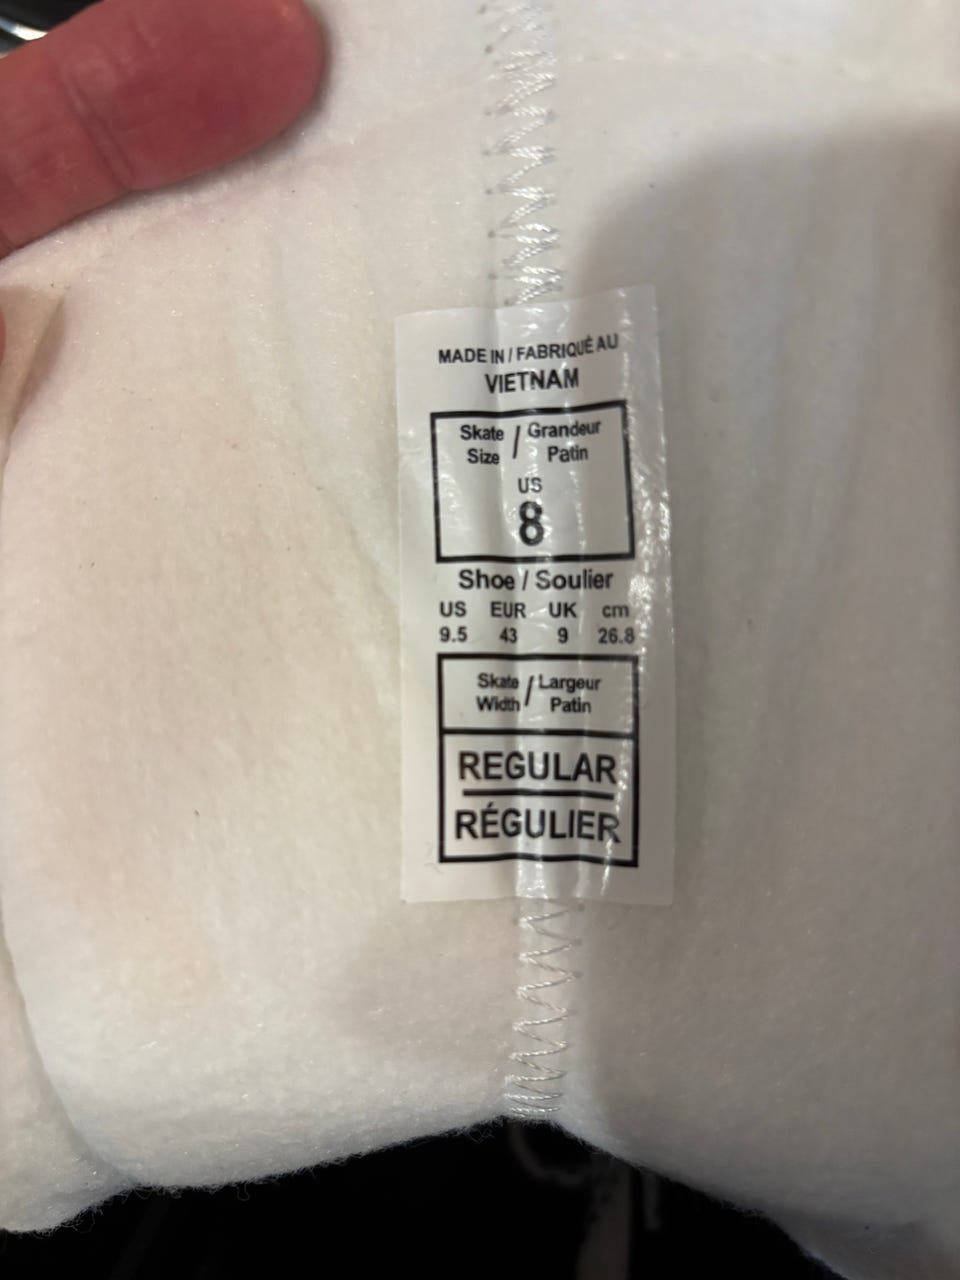 MADE IN / FABRIQUÉ AU
VIETNAM
Skate / Grandeur
Size Patin
US
8
Shoe / Soulier
US EUR UK cm
9.5 43 9 26.8
Skate / Largeur
Width Patin
REGULAR
RÉGULIER